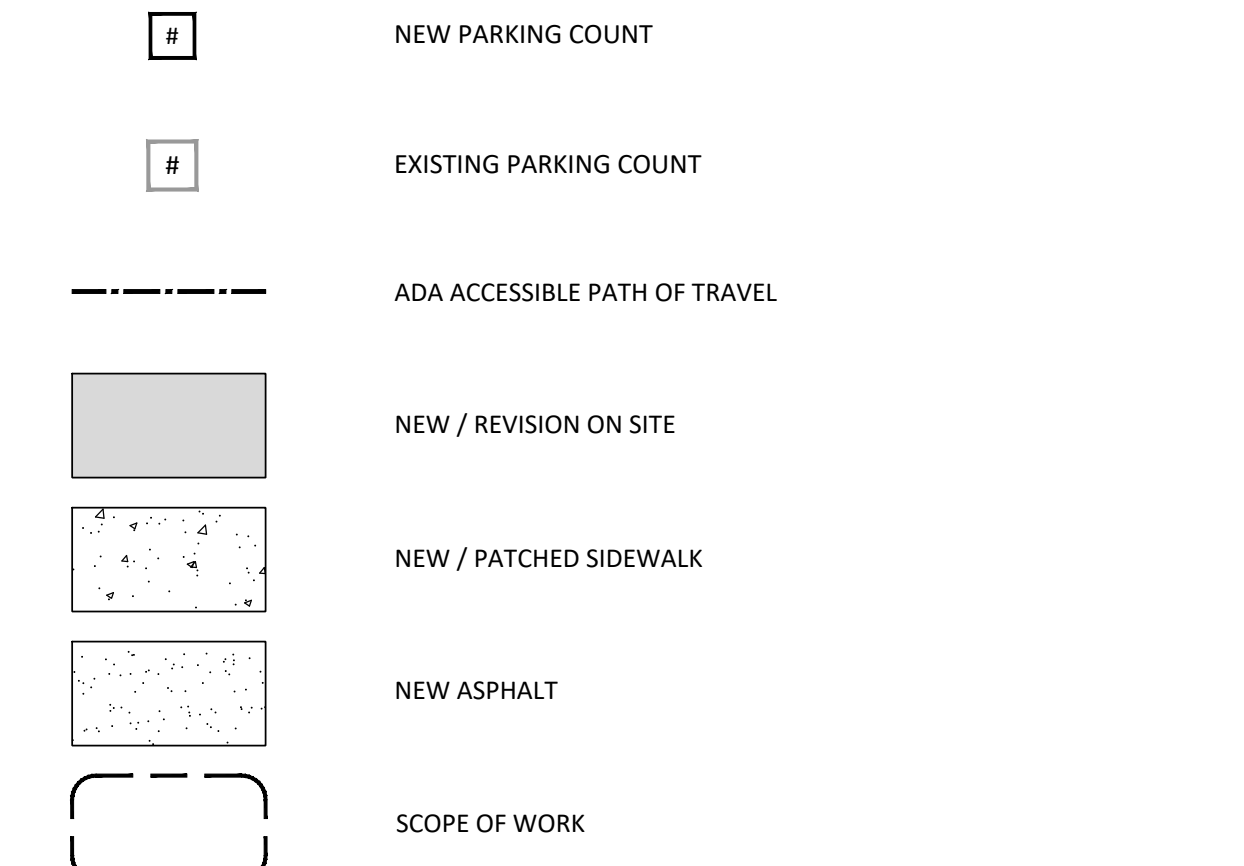 # NEW PARKING COUNT
# EXISTING PARKING COUNT
ADA ACCESSIBLE PATH OF TRAVEL
NEW / REVISION ON SITE
NEW / PATCHED SIDEWALK
NEW ASPHALT
SCOPE OF WORK